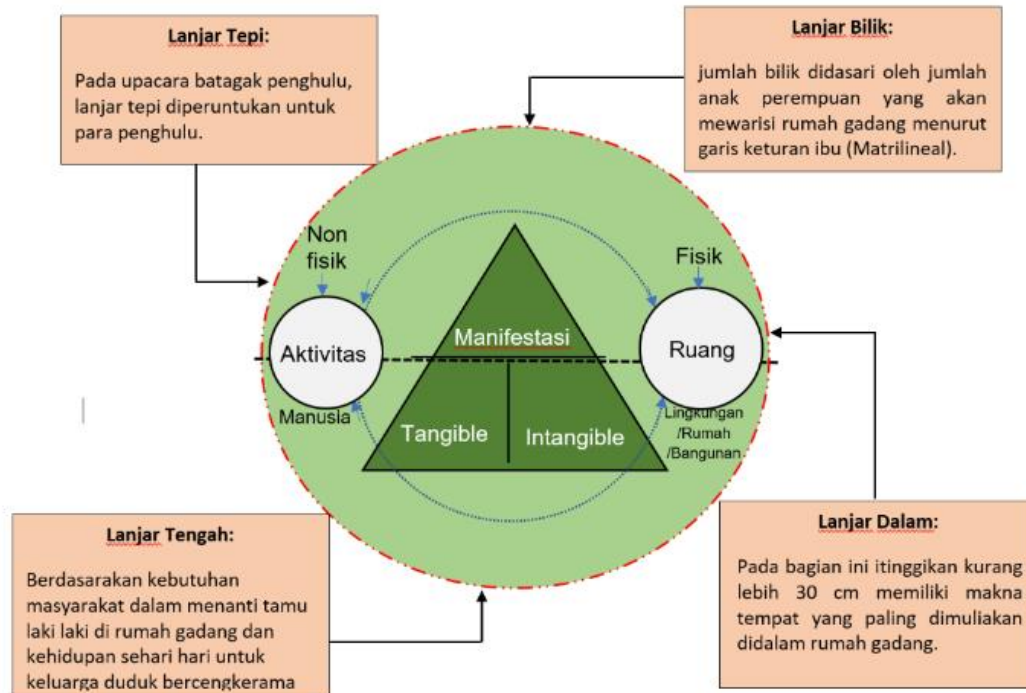 Lanjar Tepi:
Pada upacara batagak penghulu,
lanjar tepi diperuntukan untuk
para penghulu.
Lanjar Bilik:
jumlah bilik didasari oleh jumlah
anak perempuan yang akan
mewarisi rumah gadang menurut
garis keturan ibu (Matrilineal).
Non
fisik
Fisik
Aktivitas
Manifestasi
Ruang
Manusia
Tangible
Intangible
Lingkungan
/Rumah
/Bangunan
Lanjar Tengah:
Berdasarakan kebutuhan
masyarakat dalam menanti tamu
laki laki di rumah gadang dan
kehidupan sehari hari untuk
keluarga duduk bercengkerama
Lanjar Dalam:
Pada bagian ini itinggikan kurang
lebih 30 cm memiliki makna
tempat yang paling dimuliakan
didalam rumah gadang.